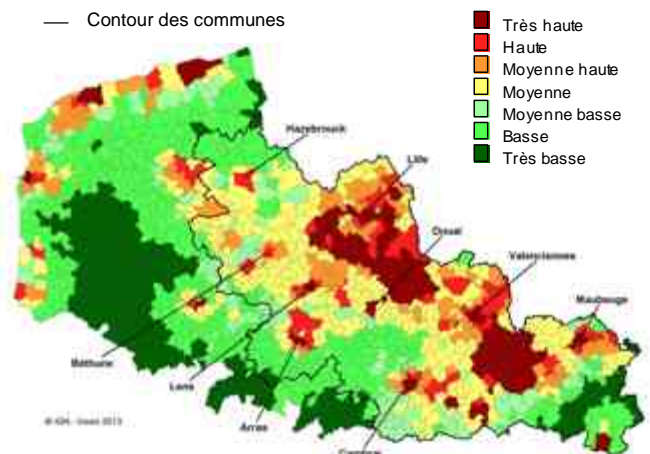 Contour des communes
Très haute
Haute
Moyenne haute
Moyenne
Moyenne basse
Basse
Très basse
Hazebrouck
Lille
Douai
Valenciennes
Maubeuge
Béthune
Lens
Arras